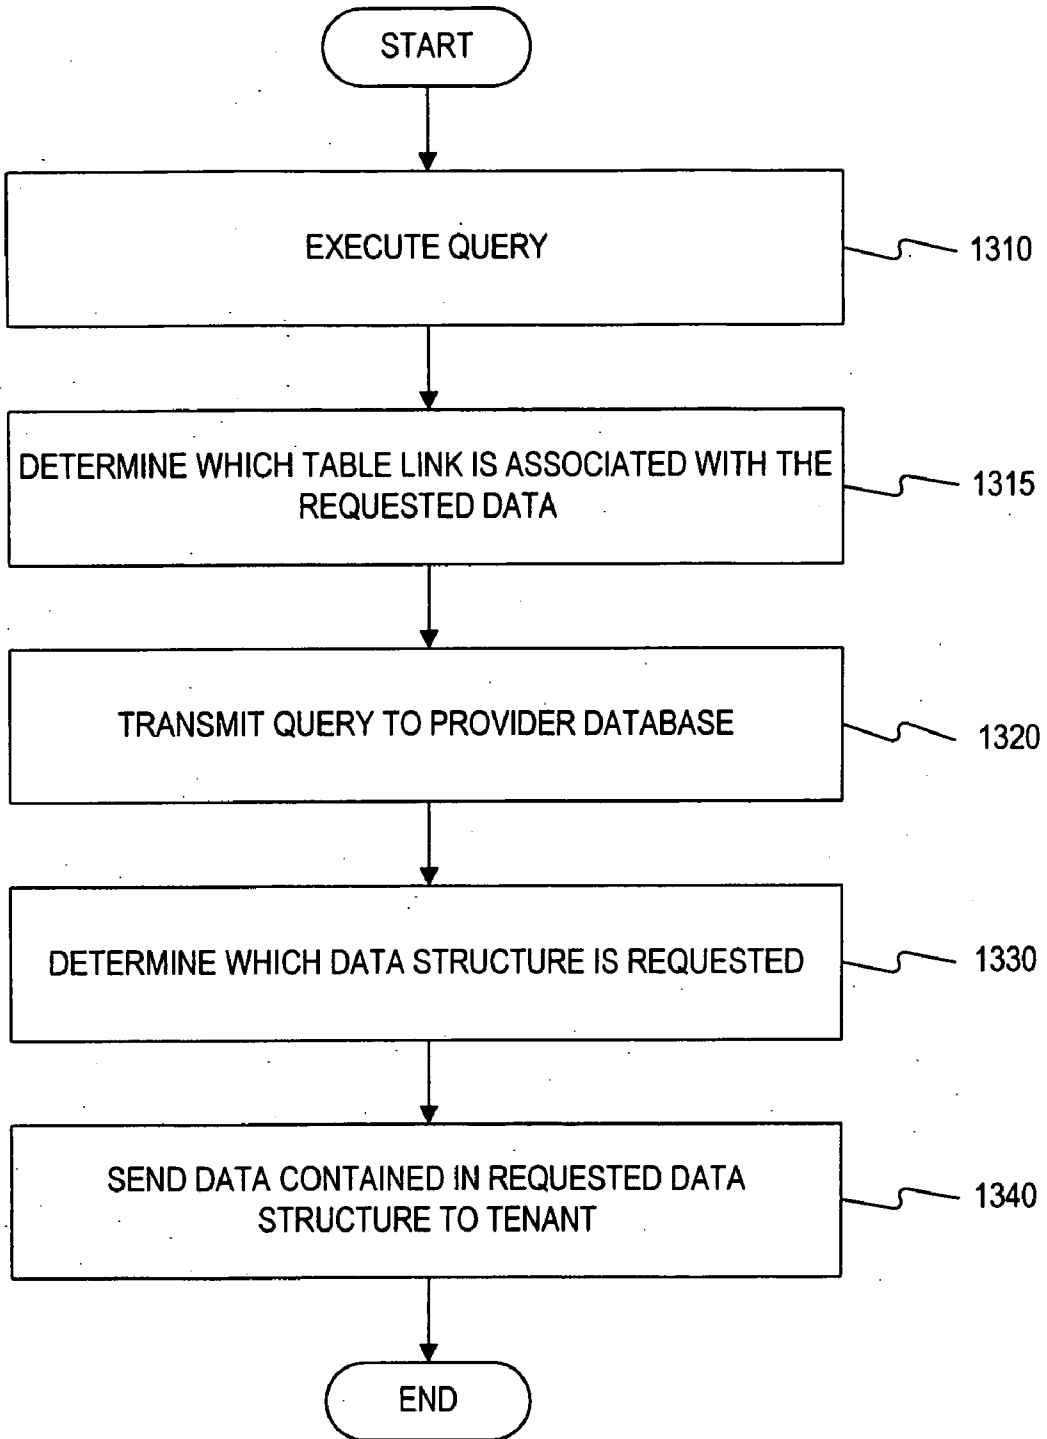 START
EXECUTE QUERY
1310
DETERMINE WHICH TABLE LINK IS ASSOCIATED WITH THE
REQUESTED DATA
1315
TRANSMIT QUERY TO PROVIDER DATABASE
1320
DETERMINE WHICH DATA STRUCTURE IS REQUESTED
1330
SEND DATA CONTAINED IN REQUESTED DATA
STRUCTURE TO TENANT
1340
END